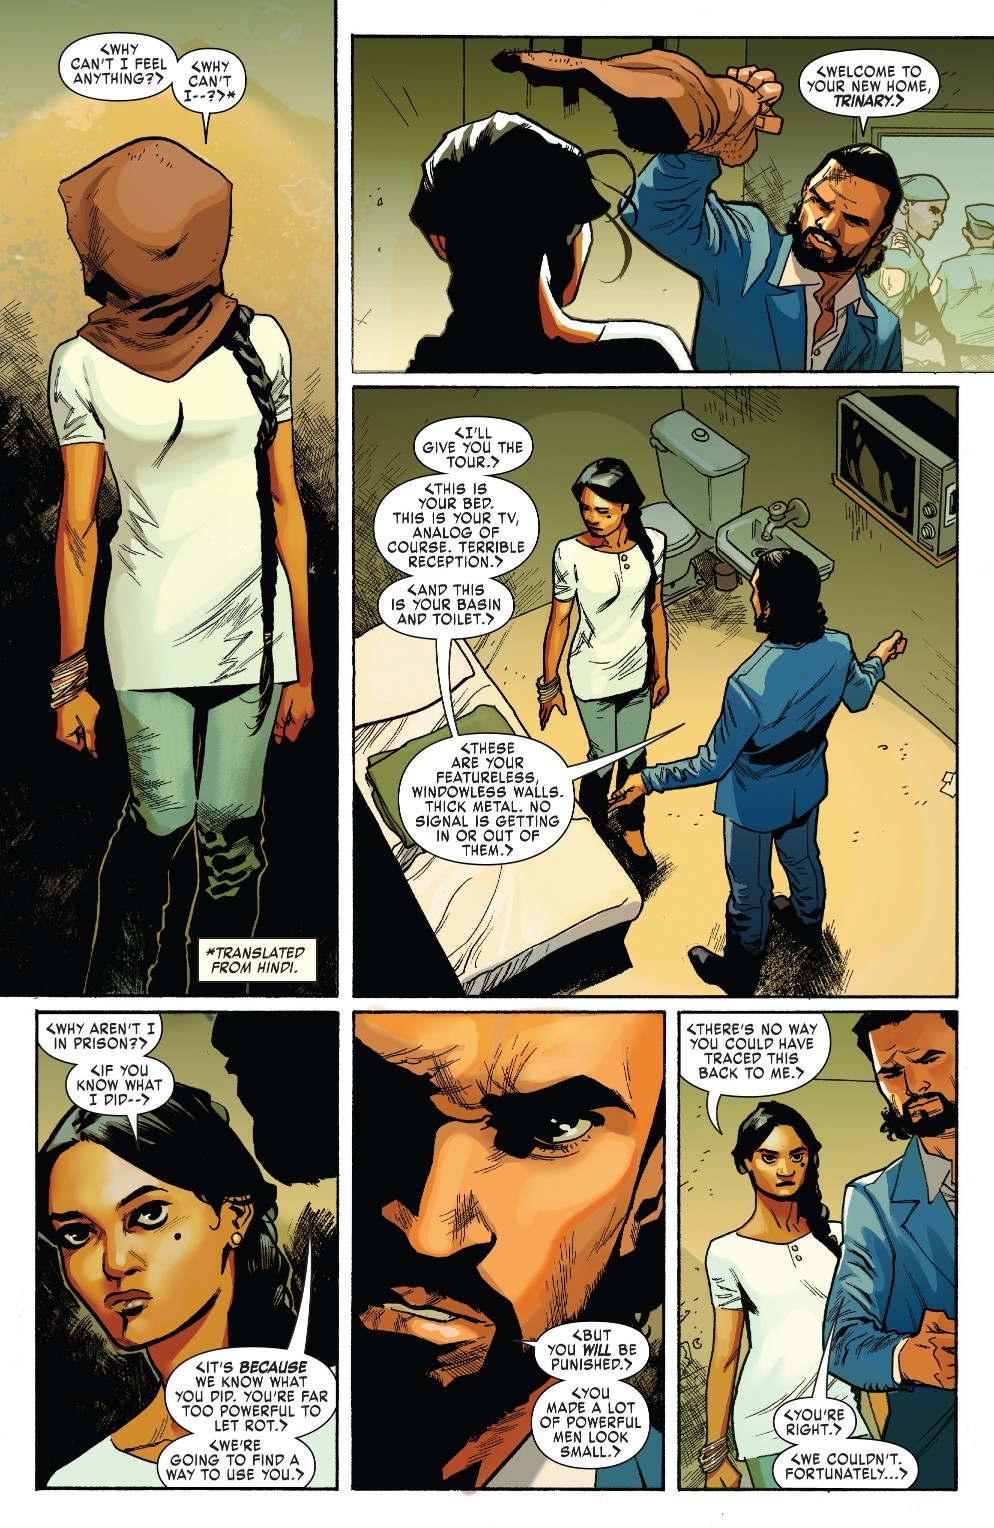 <WHY
CAN'T I FEEL
ANYTHING?>
<WHY
CAN'T
I--?>*
*TRANSLATED
FROM HINDI.
<WELCOME TO
YOUR NEW HOME,
TRINARY.>
<I'LL
GIVE YOU THE
TOUR.>
<THIS IS
YOUR BED.
THIS IS YOUR TV,
ANALOG OF
COURSE. TERRIBLE
RECEPTION.>
<AND THIS
IS YOUR BASIN
AND TOILET.>
<THESE
ARE YOUR
FEATURELESS,
WINDOWLESS WALLS.
THICK METAL. NO
SIGNAL IS GETTING
IN OR OUT OF
THEM.>
<WHY AREN'T I
IN PRISON?>
<IF YOU
KNOW WHAT
I DID-->
<IT'S BECAUSE
WE KNOW WHAT
YOU DID. YOU'RE FAR
TOO POWERFUL TO
LET ROT.>
<WE'RE
GOING TO FIND A
WAY TO USE YOU.>
<BUT
YOU WILL BE
PUNISHED.>
<YOU
MADE A LOT
OF POWERFUL
MEN LOOK
SMALL.>
<THERE'S NO WAY
YOU COULD HAVE
TRACED THIS
BACK TO ME.>
<YOU'RE
RIGHT.>
<WE COULDN'T.
FORTUNATELY...>